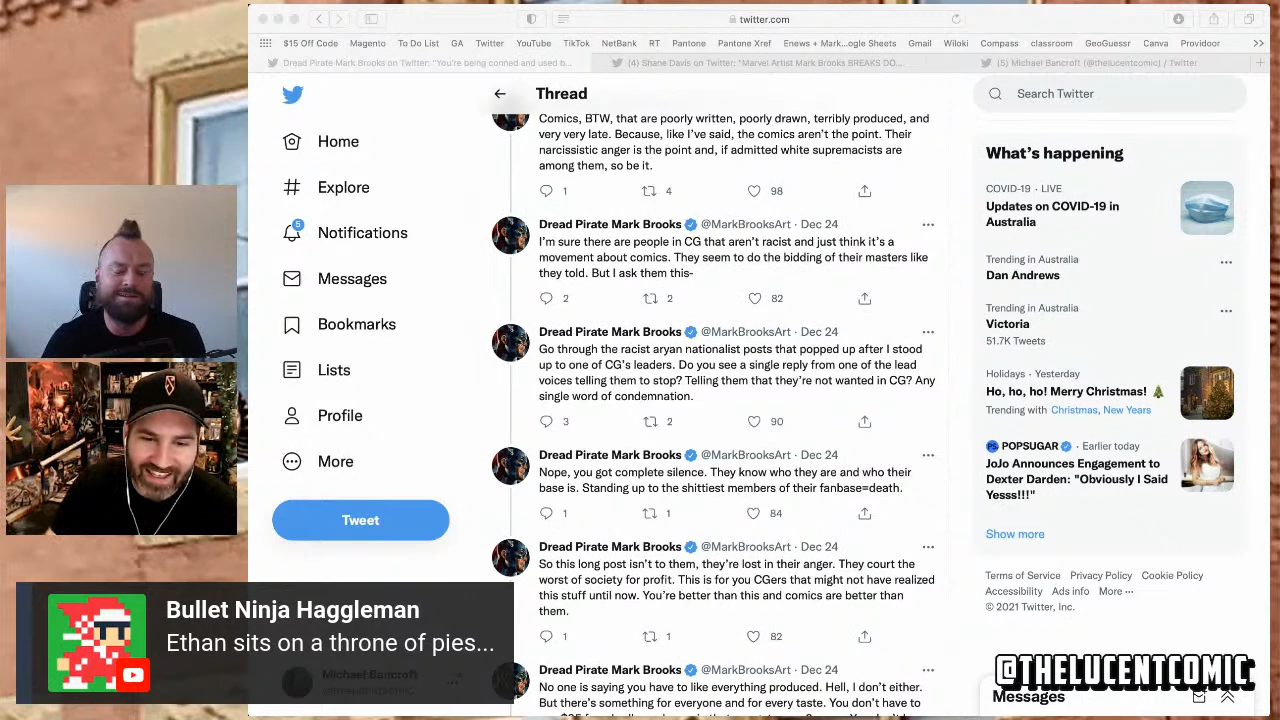 twitter.com
$15 Off Code Magento To Do List GA Twitter YouTube TikTok NetBank RT Pantone Pantone Xref Enews + Mark...ogle Sheets Gmail Wiloki Compass classroom GeoGuessr Canva Providoor
Dread Pirate Mark Brooks on Twitter: "You're being conned and used b...
(4) Shane Davis on Twitter: "Marvel Artist Mark Brooks BREAKS DO...
(5) Michael Bancroft (@thelucentcomic) / Twitter
Home
Explore
5
Notifications
Messages
Bookmarks
Lists
Profile
More
Tweet
Michael Bancroft
Thread
Comics, BTW, that are poorly written, poorly drawn, terribly produced, and
very very late. Because, like I've said, the comics aren't the point. Their
narcissistic anger is the point and, if admitted white supremacists are
among them, so be it.
1 4 98
Dread Pirate Mark Brooks @MarkBrooksArt · Dec 24
I'm sure there are people in CG that aren't racist and just think it's a
movement about comics. They seem to do the bidding of their masters like
they told. But I ask them this-
2 2 82
Dread Pirate Mark Brooks @MarkBrooksArt · Dec 24
Go through the racist aryan nationalist posts that popped up after I stood
up to one of CG's leaders. Do you see a single reply from one of the lead
voices telling them to stop? Telling them that they're not wanted in CG? Any
single word of condemnation.
3 2 90
Dread Pirate Mark Brooks @MarkBrooksArt · Dec 24
Nope, you got complete silence. They know who they are and who their
base is. Standing up to the shittiest members of their fanbase=death.
1 1 84
Dread Pirate Mark Brooks @MarkBrooksArt · Dec 24
So this long post isn't to them, they're lost in their anger. They court the
worst of society for profit. This is for you CGers that might not have realized
this stuff until now. You're better than this and comics are better than
them.
1 1 82
Dread Pirate Mark Brooks @MarkBrooksArt · Dec 24
No one is saying you have to like everything produced. Hell, I don't either.
But there's something for everyone and for every taste. You don't have to
Search Twitter
What's happening
COVID-19 · LIVE
Updates on COVID-19 in
Australia
Trending in Australia
Dan Andrews
Trending in Australia
Victoria
51.7K Tweets
Holidays · Yesterday
Ho, ho, ho! Merry Christmas!
Trending with Christmas, New Years
POPSUGAR · Earlier today
JoJo Announces Engagement to
Dexter Darden: "Obviously I Said
Yesss!!!"
Show more
Terms of Service Privacy Policy Cookie Policy
Accessibility Ads info More ···
© 2021 Twitter, Inc.
Messages
@THELUCENTCOMIC
Bullet Ninja Haggleman
Ethan sits on a throne of pies...